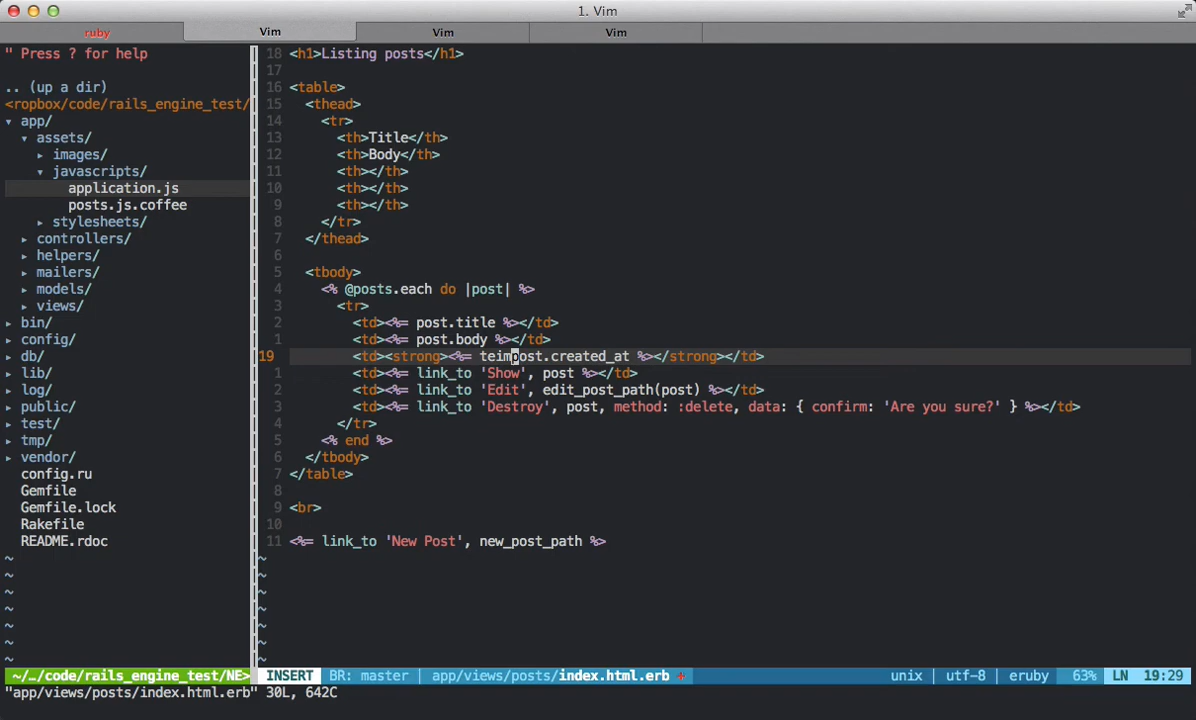 1. Vim
ruby Vim Vim Vim
" Press ? for help
.. (up a dir)
<ropbox/code/rails_engine_test/
▾ app/
▾ assets/
▸ images/
▾ javascripts/
application.js
posts.js.coffee
▸ stylesheets/
▸ controllers/
▸ helpers/
▸ mailers/
▸ models/
▸ views/
▸ bin/
▸ config/
▸ db/
▸ lib/
▸ log/
▸ public/
▸ test/
▸ tmp/
▸ vendor/
config.ru
Gemfile
Gemfile.lock
Rakefile
README.rdoc
~
~
~
~
~
~
~
18 <h1>Listing posts</h1>
17
16 <table>
15 <thead>
14 <tr>
13 <th>Title</th>
12 <th>Body</th>
11 <th></th>
10 <th></th>
9 <th></th>
8 </tr>
7 </thead>
6
5 <tbody>
4 <% @posts.each do |post| %>
3 <tr>
2 <td><%= post.title %></td>
1 <td><%= post.body %></td>
19 <td><strong><%= teimpost.created_at %></strong></td>
1 <td><%= link_to 'Show', post %></td>
2 <td><%= link_to 'Edit', edit_post_path(post) %></td>
3 <td><%= link_to 'Destroy', post, method: :delete, data: { confirm: 'Are you sure?' } %></td>
4 </tr>
5 <% end %>
6 </tbody>
7 </table>
8
9 <br>
10
11 <%= link_to 'New Post', new_post_path %>
~
~
~
~
~
~
~
~/…/code/rails_engine_test/NE> INSERT BR: master app/views/posts/index.html.erb + unix utf-8 eruby 63% LN 19:29
"app/views/posts/index.html.erb" 30L, 642C